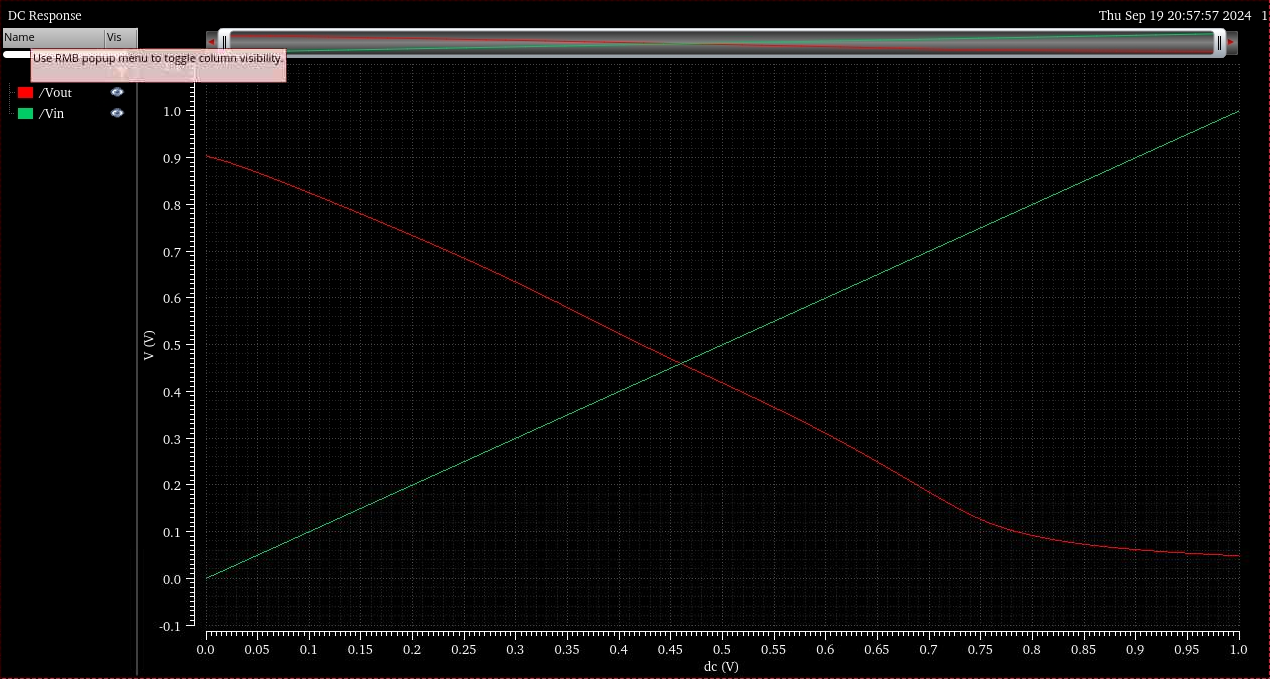 DC Response
Thu Sep 19 20:57:57 2024 1
Name Vis
Use RMB popup menu to toggle column visibility.
/Vout
/Vin
1.0
0.9
0.8
0.7
0.6
0.5
0.4
0.3
0.2
0.1
0.0
-0.1
V (V)
0.0 0.05 0.1 0.15 0.2 0.25 0.3 0.35 0.4 0.45 0.5 0.55 0.6 0.65 0.7 0.75 0.8 0.85 0.9 0.95 1.0
dc (V)